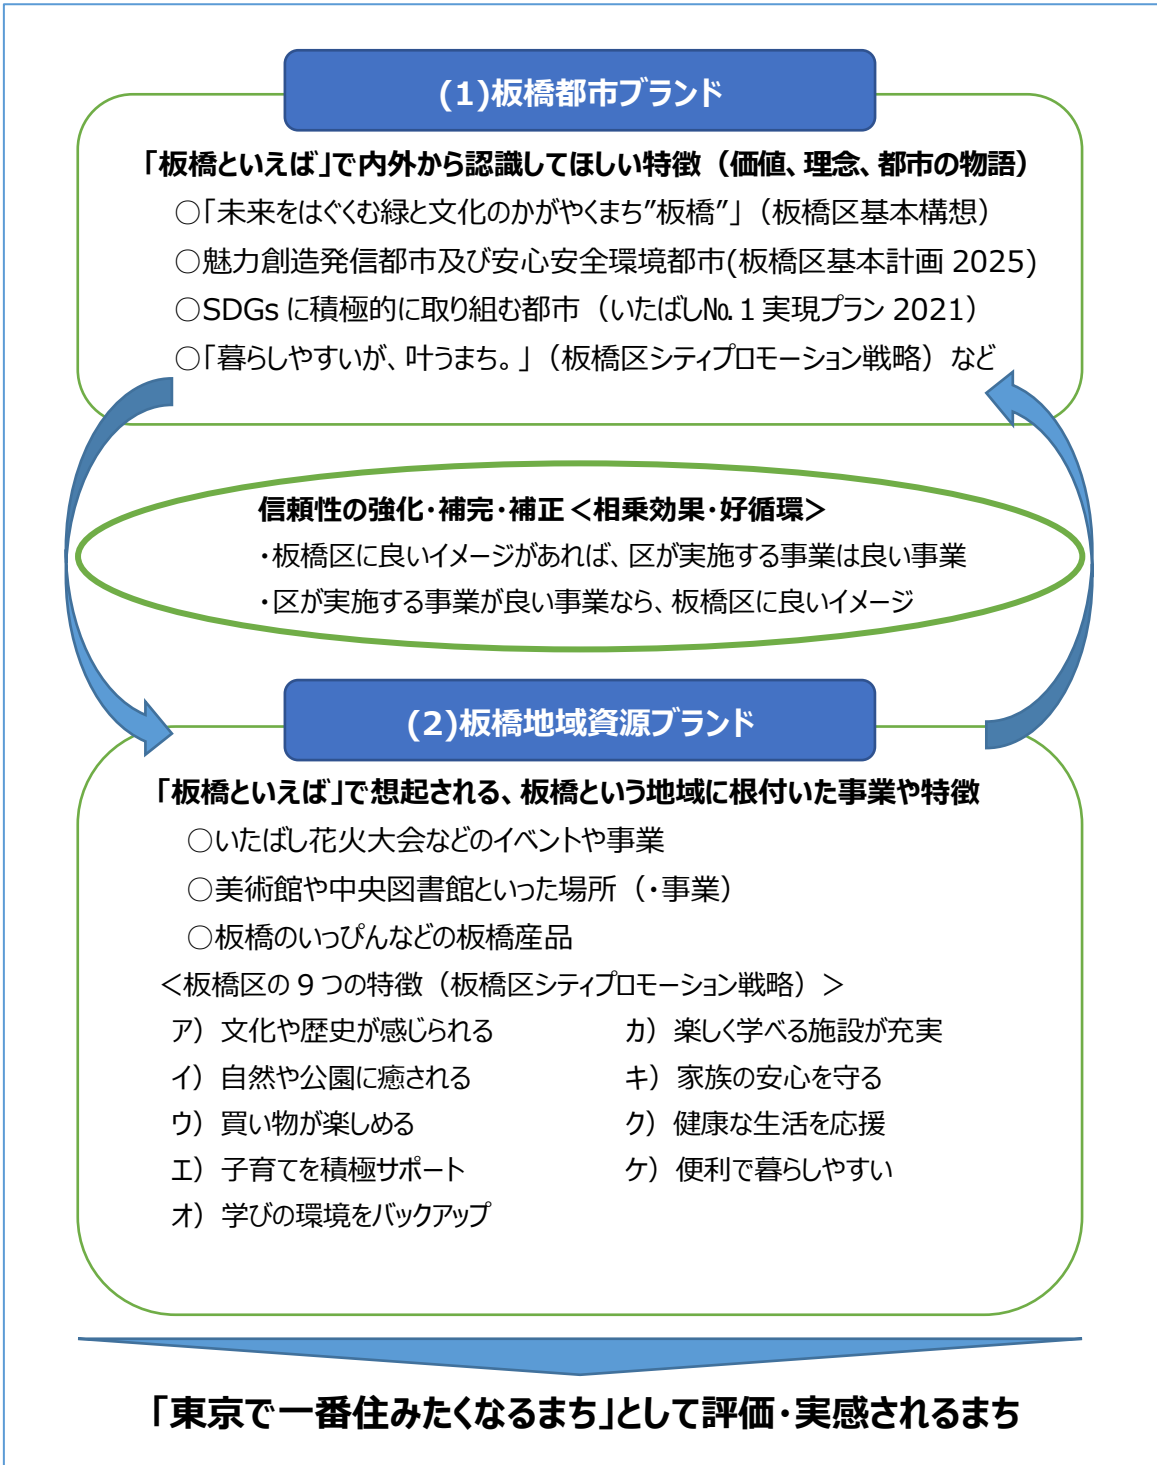 (1)板橋都市ブランド
「板橋といえば」で内外から認識してほしい特徴（価値、理念、都市の物語）
○「未来をはぐくむ緑と文化のかがやくまち”板橋”」（板橋区基本構想）
○魅力創造発信都市及び安心安全環境都市(板橋区基本計画 2025)
○SDGs に積極的に取り組む都市（いたばし№1 実現プラン 2021）
○「暮らしやすいが、叶うまち。」（板橋区シティプロモーション戦略）など
信頼性の強化・補完・補正＜相乗効果・好循環＞
・板橋区に良いイメージがあれば、区が実施する事業は良い事業
・区が実施する事業が良い事業なら、板橋区に良いイメージ
(2)板橋地域資源ブランド
「板橋といえば」で想起される、板橋という地域に根付いた事業や特徴
○いたばし花火大会などのイベントや事業
○美術館や中央図書館といった場所（・事業）
○板橋のいっぴんなどの板橋産品
＜板橋区の９つの特徴（板橋区シティプロモーション戦略）＞
ア）文化や歴史が感じられる
イ）自然や公園に癒される
ウ）買い物が楽しめる
エ）子育てを積極サポート
オ）学びの環境をバックアップ
カ）楽しく学べる施設が充実
キ）家族の安心を守る
ク）健康な生活を応援
ケ）便利で暮らしやすい
「東京で一番住みたくなるまち」として評価・実感されるまち